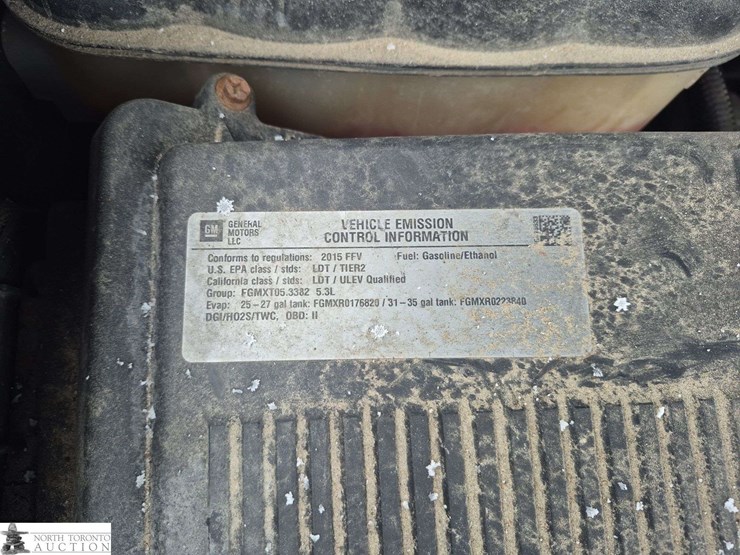 GM
GENERAL MOTORS LLC
VEHICLE EMISSION
CONTROL INFORMATION
Conforms to regulations: 2015 FFV Fuel: Gasoline/Ethanol
U.S. EPA class / stds: LDT / TIER2
California class / stds: LDT / ULEV Qualified
Group: FGMXT05.3382 5.3L
Evap: 25 – 27 gal tank: FGMXR0176820 / 31 – 35 gal tank: FGMXR0223840
DGI/HO2S/TWC, OBD: II
NORTH TORONTO
AUCTION